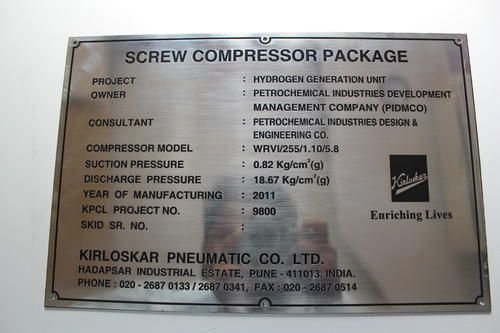 SCREW COMPRESSOR PACKAGE
PROJECT : HYDROGEN GENERATION UNIT
OWNER : PETROCHEMICAL INDUSTRIES DEVELOPMENT
MANAGEMENT COMPANY (PIDMCO)
CONSULTANT : PETROCHEMICAL INDUSTRIES DESIGN &
ENGINEERING CO.
COMPRESSOR MODEL : WRVI/255/1.10/5.8
SUCTION PRESSURE : 0.82 Kg/cm²(g)
DISCHARGE PRESSURE : 18.67 Kg/cm²(g)
YEAR OF MANUFACTURING : 2011
KPCL PROJECT NO. : 9800
SKID SR. NO. :
Kirloskar
Enriching Lives
KIRLOSKAR PNEUMATIC CO. LTD.
HADAPSAR INDUSTRIAL ESTATE, PUNE - 411013. INDIA.
PHONE : 020 - 2687 0133 / 2687 0341, FAX : 020 - 2687 0514